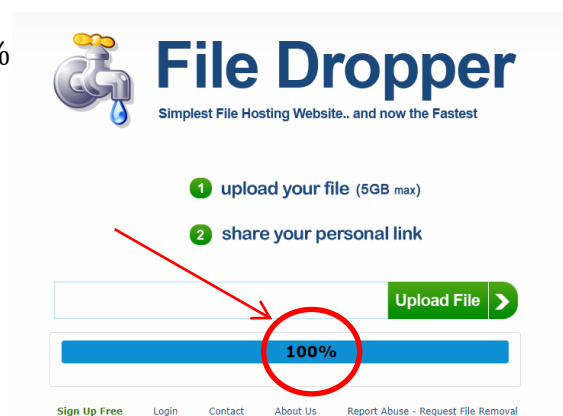 %
File Dropper
Simplest File Hosting Website.. and now the Fastest
1 upload your file (5GB max)
2 share your personal link
Upload File
100%
Sign Up Free Login Contact About Us Report Abuse - Request File Removal